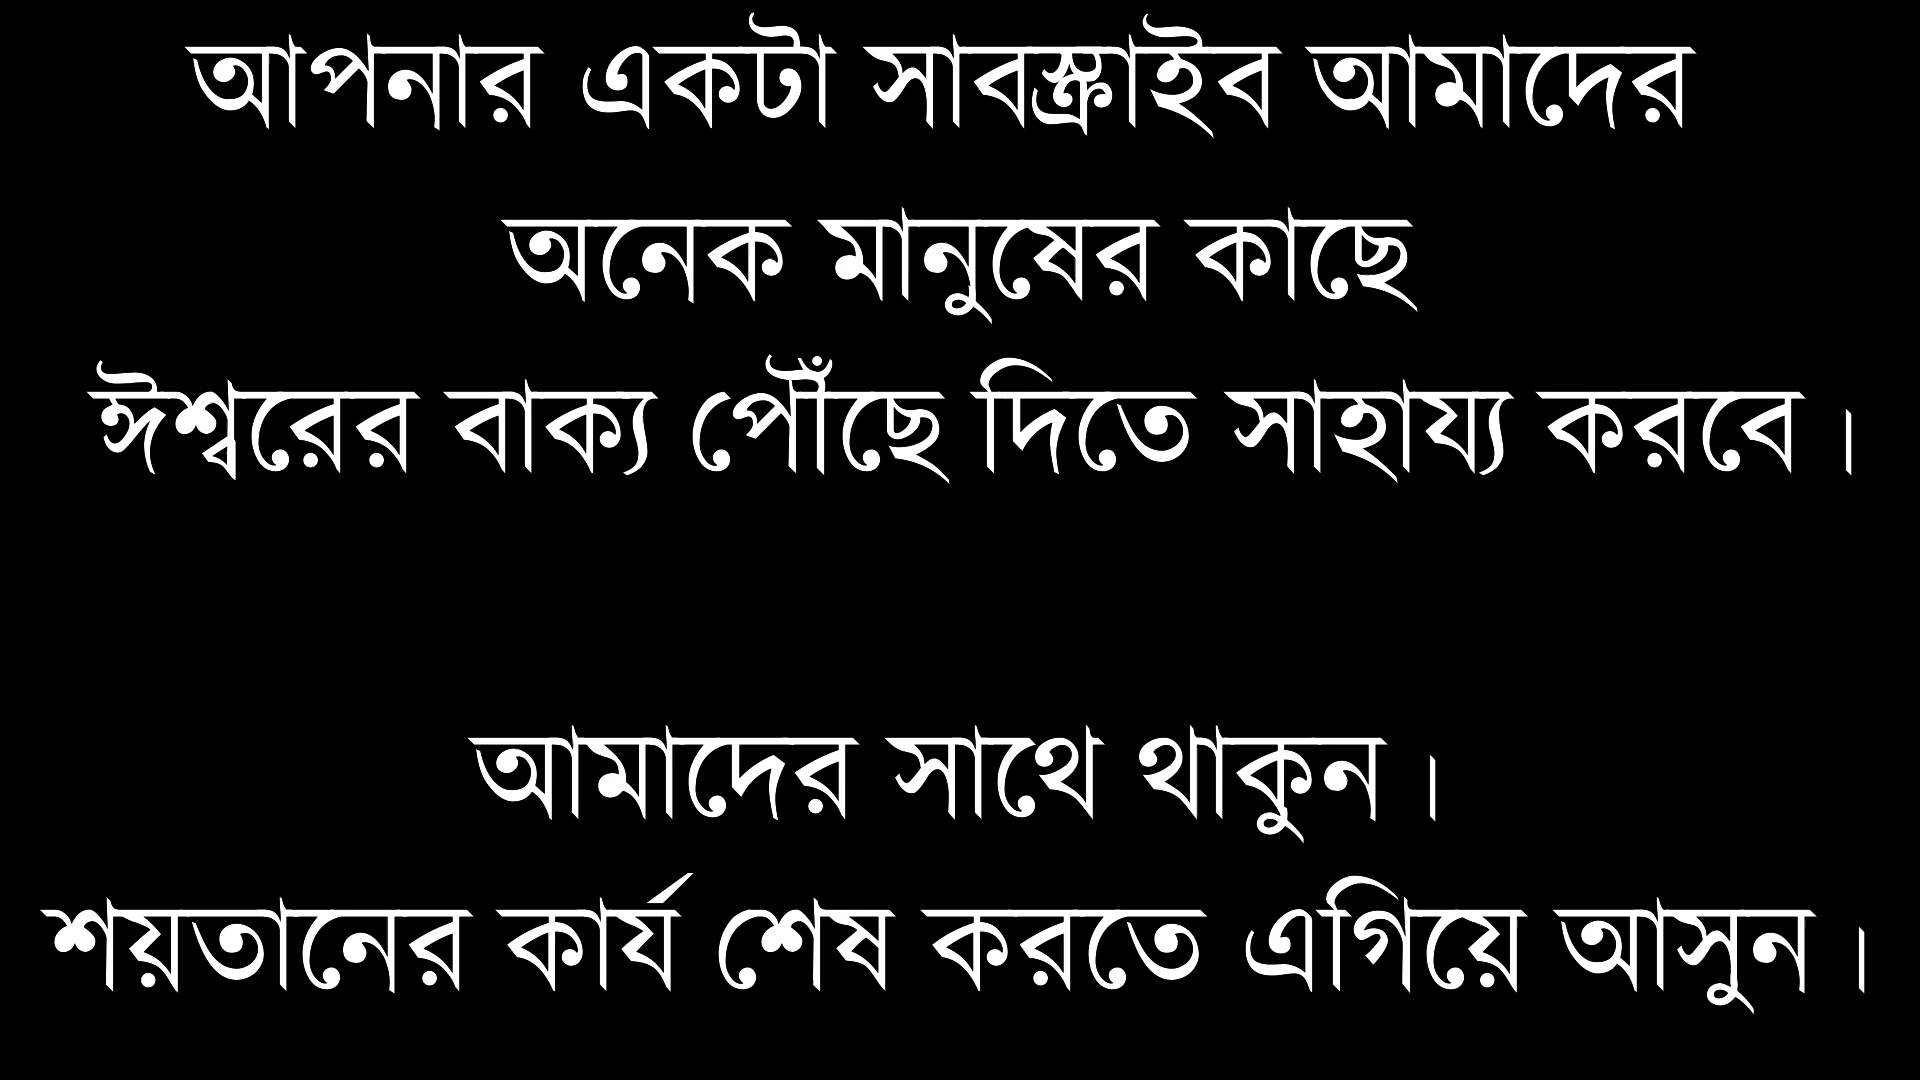 আপনার একটা সাবস্ক্রাইব আমাদের
অনেক মানুষের কাছে
ঈশ্বরের বাক্য পৌঁছে দিতে সাহায্য করবে।
আমাদের সাথে থাকুন।
শয়তানের কার্য শেষ করতে এগিয়ে আসুন।